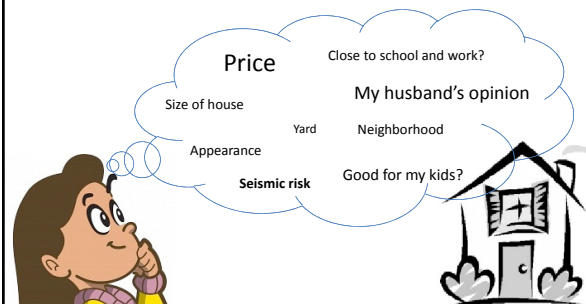 Price
Close to school and work?
Size of house
My husband’s opinion
Yard
Neighborhood
Appearance
Seismic risk
Good for my kids?